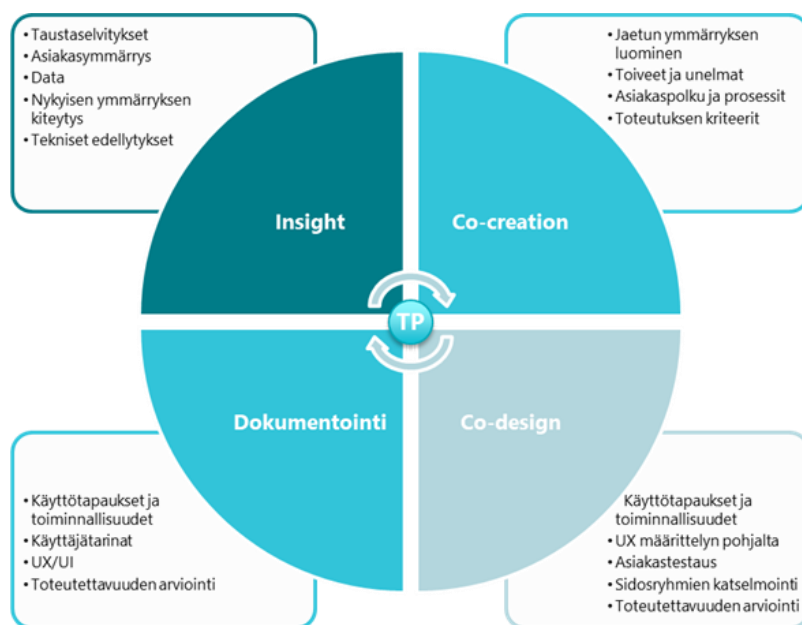 • Taustaselvitykset
• Asiakasymmärrys
• Data
• Nykyisen ymmärryksen
kiteytys
• Tekniset edellytykset
• Jaetun ymmärryksen
luominen
• Toiveet ja unelmat
• Asiakaspolku ja prosessit
• Toteutuksen kriteerit
Insight
Co-creation
TP
Dokumentointi
Co-design
• Käyttötapaukset ja
toiminnallisuudet
• Käyttäjätarinat
• UX/UI
• Toteutettavuuden arviointi
Käyttötapaukset ja
toiminnallisuudet
• UX määrittelyn pohjalta
• Asiakastestaus
• Sidosryhmien katselmointi
• Toteutettavuuden arviointi